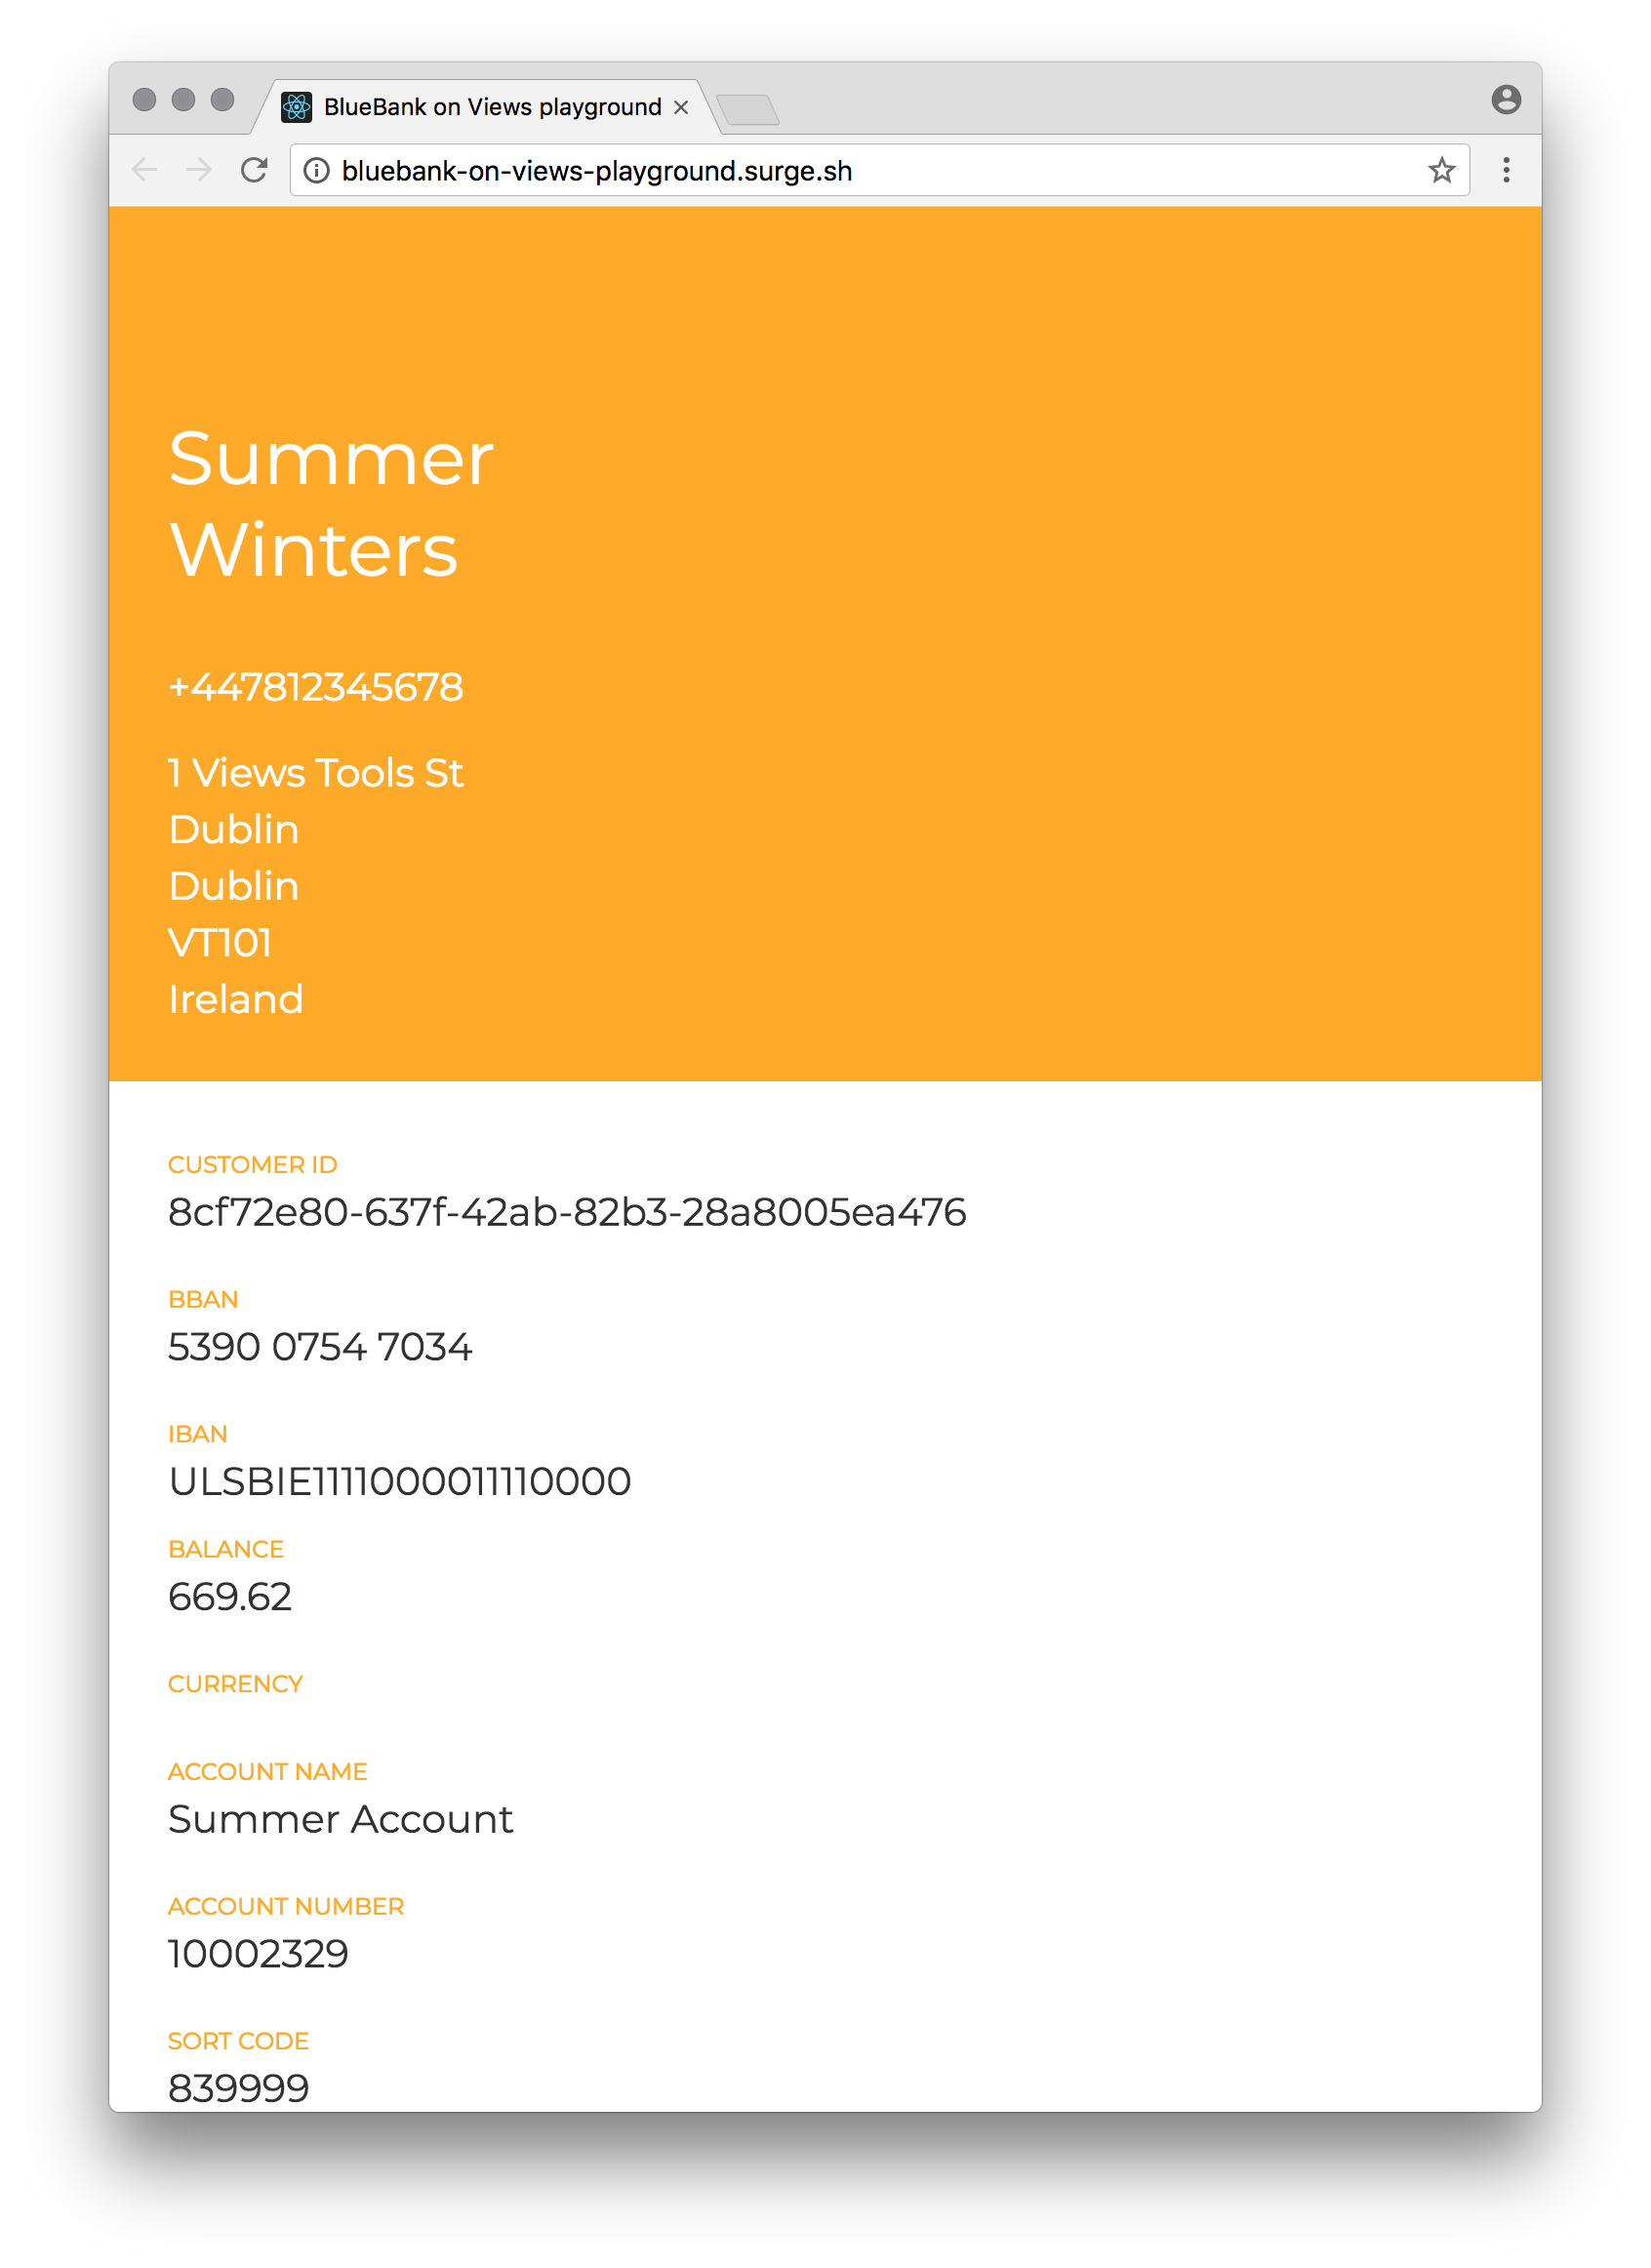 BlueBank on Views playground
bluebank-on-views-playground.surge.sh
Summer
Winters
+447812345678
1 Views Tools St
Dublin
Dublin
VT101
Ireland
CUSTOMER ID
8cf72e80-637f-42ab-82b3-28a8005ea476
BBAN
5390 0754 7034
IBAN
ULSBIE1111000011110000
BALANCE
669.62
CURRENCY
ACCOUNT NAME
Summer Account
ACCOUNT NUMBER
10002329
SORT CODE
839999